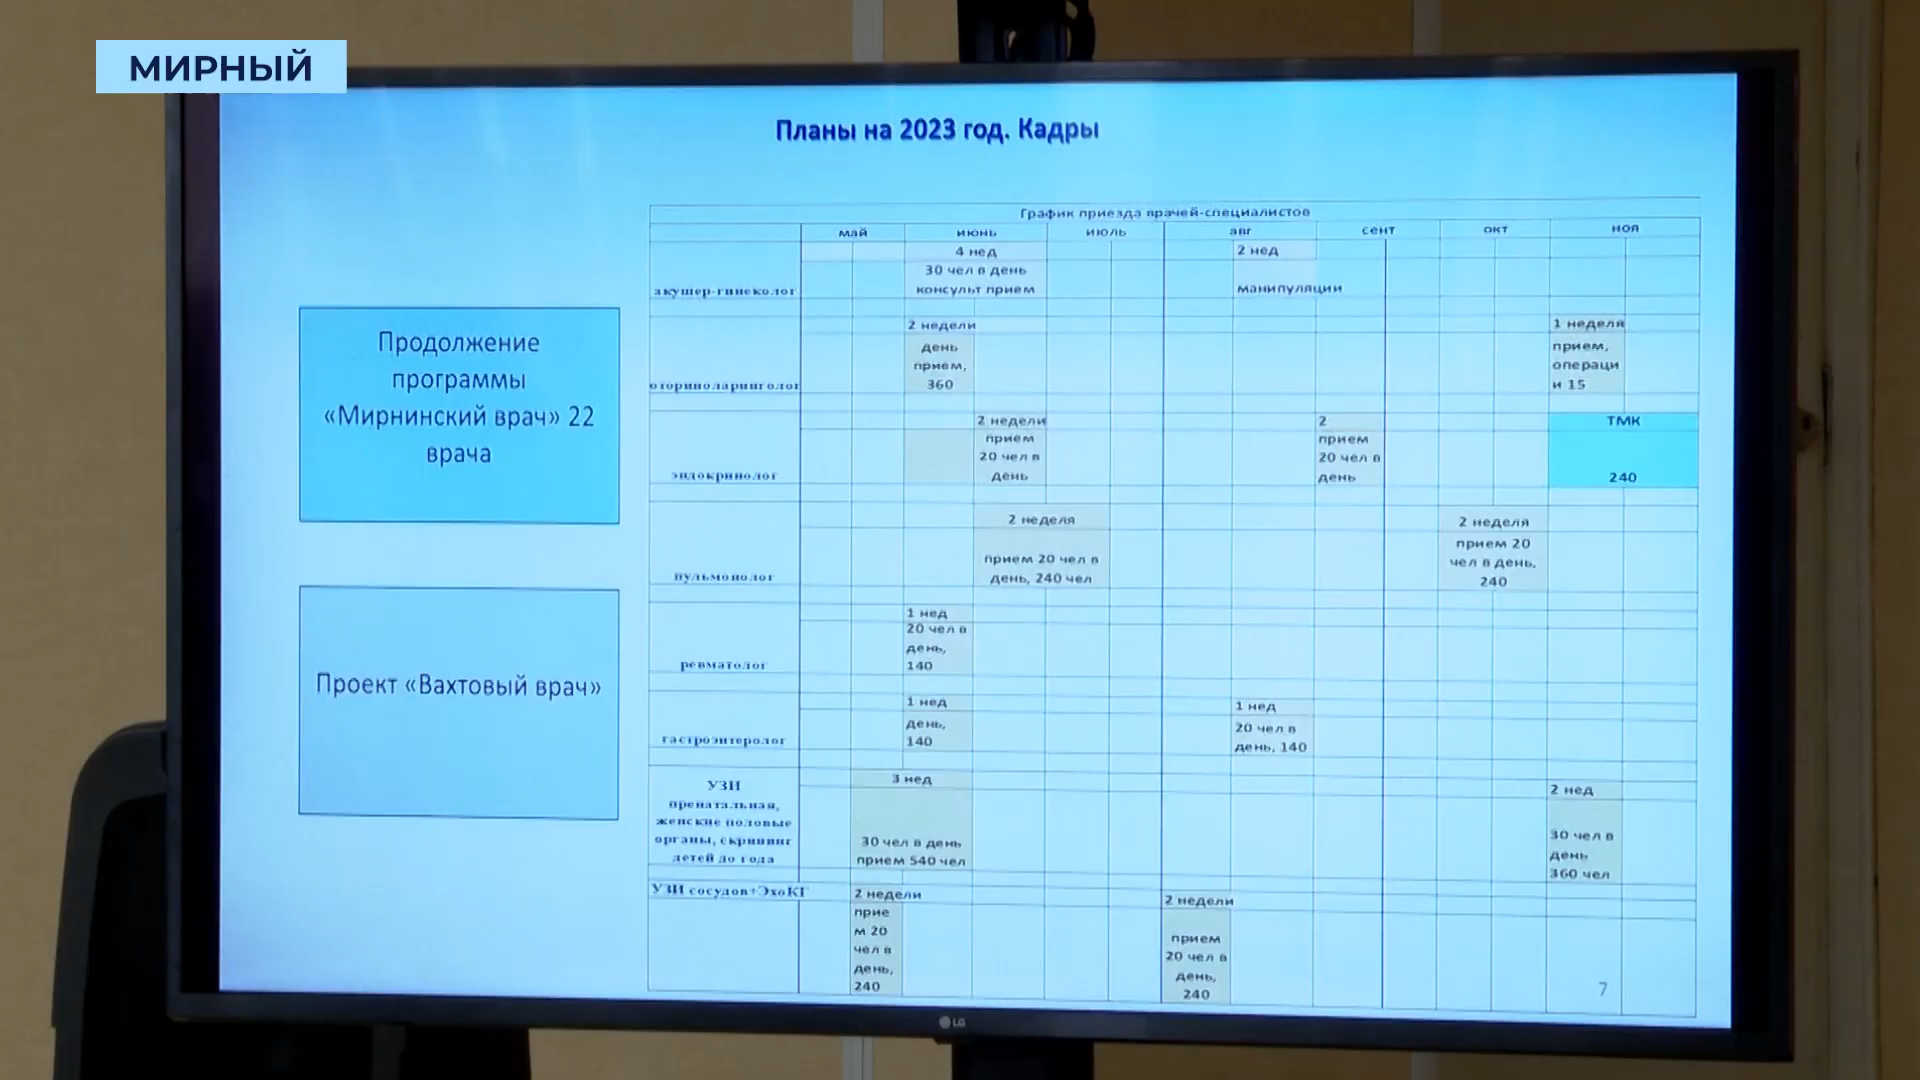 МИРНЫЙ
Планы на 2023 год. Кадры
Продолжение
программы
«Мирнинский врач» 22
врача
Проект «Вахтовый врач»
График приезда врачей-специалистов
май июнь июль авг сент окт ноя
4 нед
2 нед
30 чел в день
акушер-гинеколог
консульт прием
манипуляции
2 недели
1 неделя
день
прием,
360
прием,
операци
и 15
оториноларинголог
2 недели
прием
20 чел в
день
2
прием
20 чел в
день
ТМК
240
эндокринолог
2 неделя
прием 20 чел в
день, 240 чел
2 неделя
прием 20
чел в день,
240
пульмонолог
1 нед
20 чел в
день,
140
ревматолог
1 нед
день,
140
1 нед
20 чел в
день, 140
гастроэнтеролог
УЗИ
пренатальная,
женские половые
органы, скрининг
детей до года
3 нед
30 чел в день
прием 540 чел
2 нед
30 чел в
день
360 чел
УЗИ сосудов+ЭхоКГ
2 недели
прие
м 20
чел в
день,
240
2 недели
прием
20 чел в
день,
240
7
LG